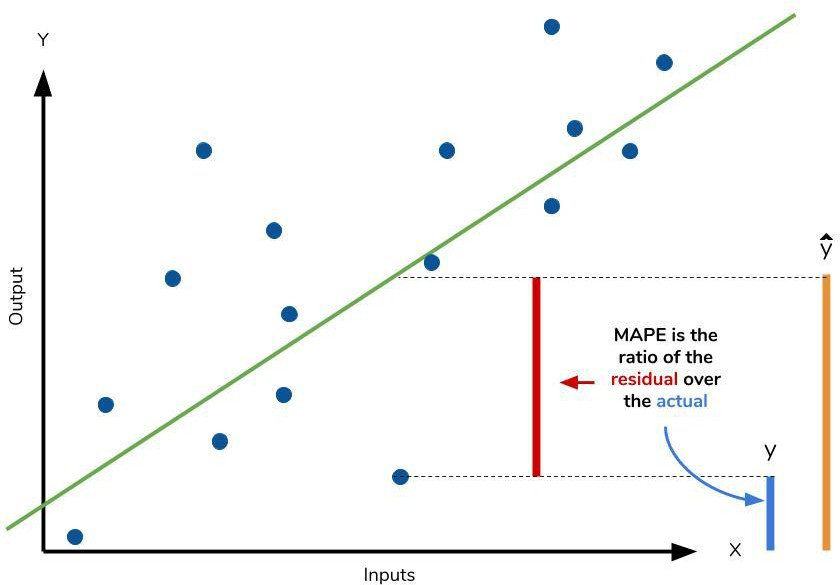 Y
ŷ
Output
MAPE is the
ratio of the
residual over
the actual
y
X
Inputs